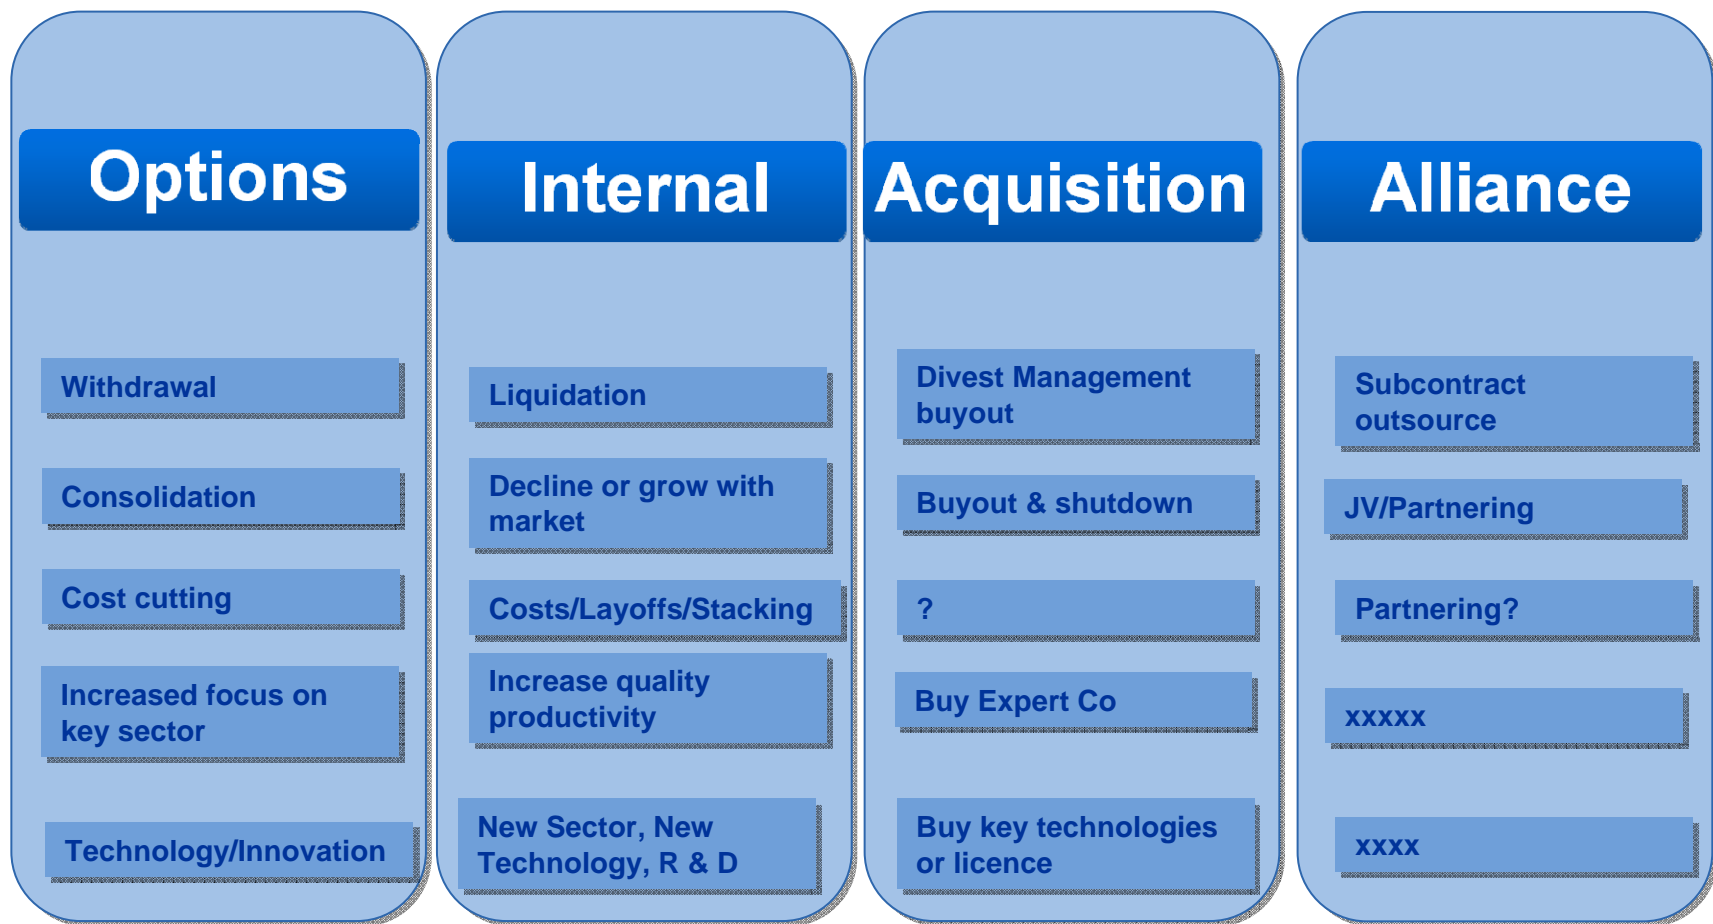 Options
Internal
Acquisition
Alliance
Withdrawal
Liquidation
Divest Management
buyout
Subcontract
outsource
Consolidation
Decline or grow with
market
Buyout & shutdown
JV/Partnering
Cost cutting
Costs/Layoffs/Stacking
?
Partnering?
Increased focus on
key sector
Increase quality
productivity
Buy Expert Co
xxxxx
Technology/Innovation
New Sector, New
Technology, R & D
Buy key technologies
or licence
xxxx